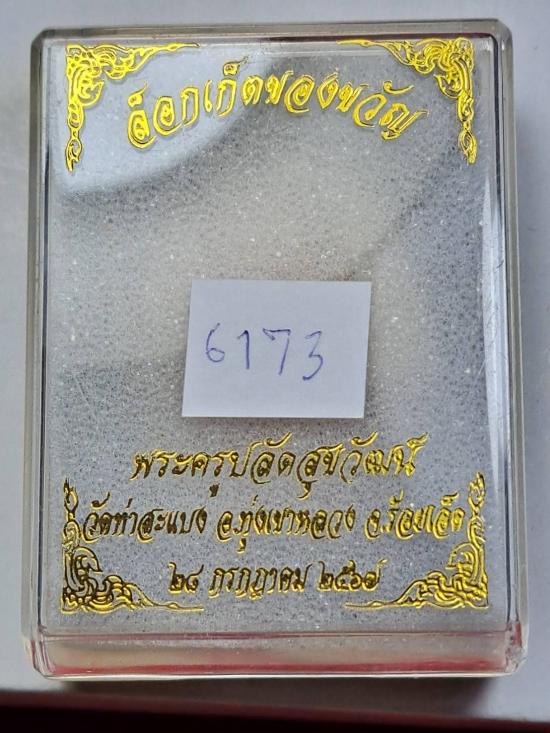 ล็อกเก็ตของขวัญ
6173
พระครูปลัดสุขวัฒน์
วัดท่าสะแบง อ.ทุ่งเขาหลวง จ.ร้อยเอ็ด
๒๘ กรกฎาคม ๒๕๖๗